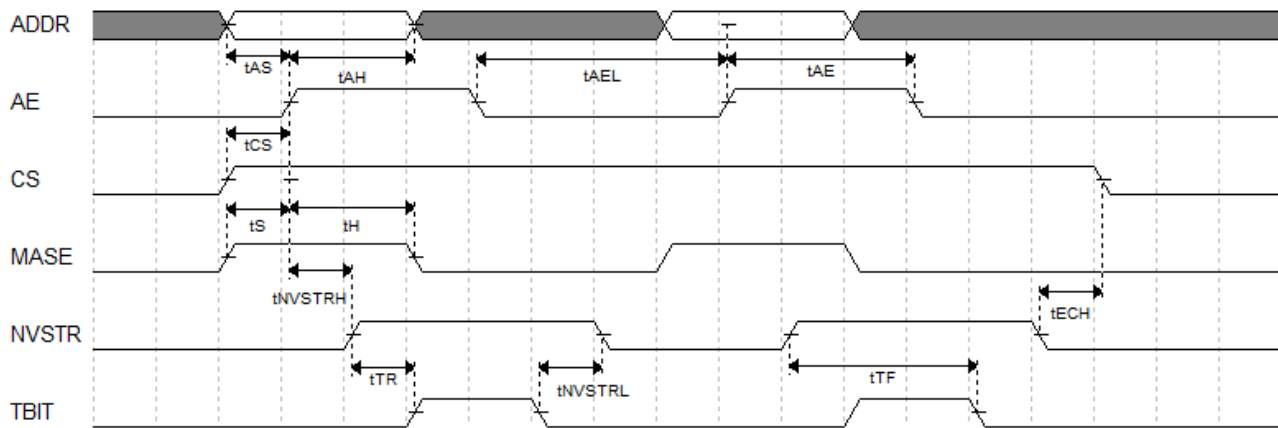 ADDR
tAS
tAH
tAEL
tAE
AE
tCS
CS
tS
tH
MASE
tNVSTRH
tECH
NVSTR
tTR
tNVSTRL
tTF
TBIT